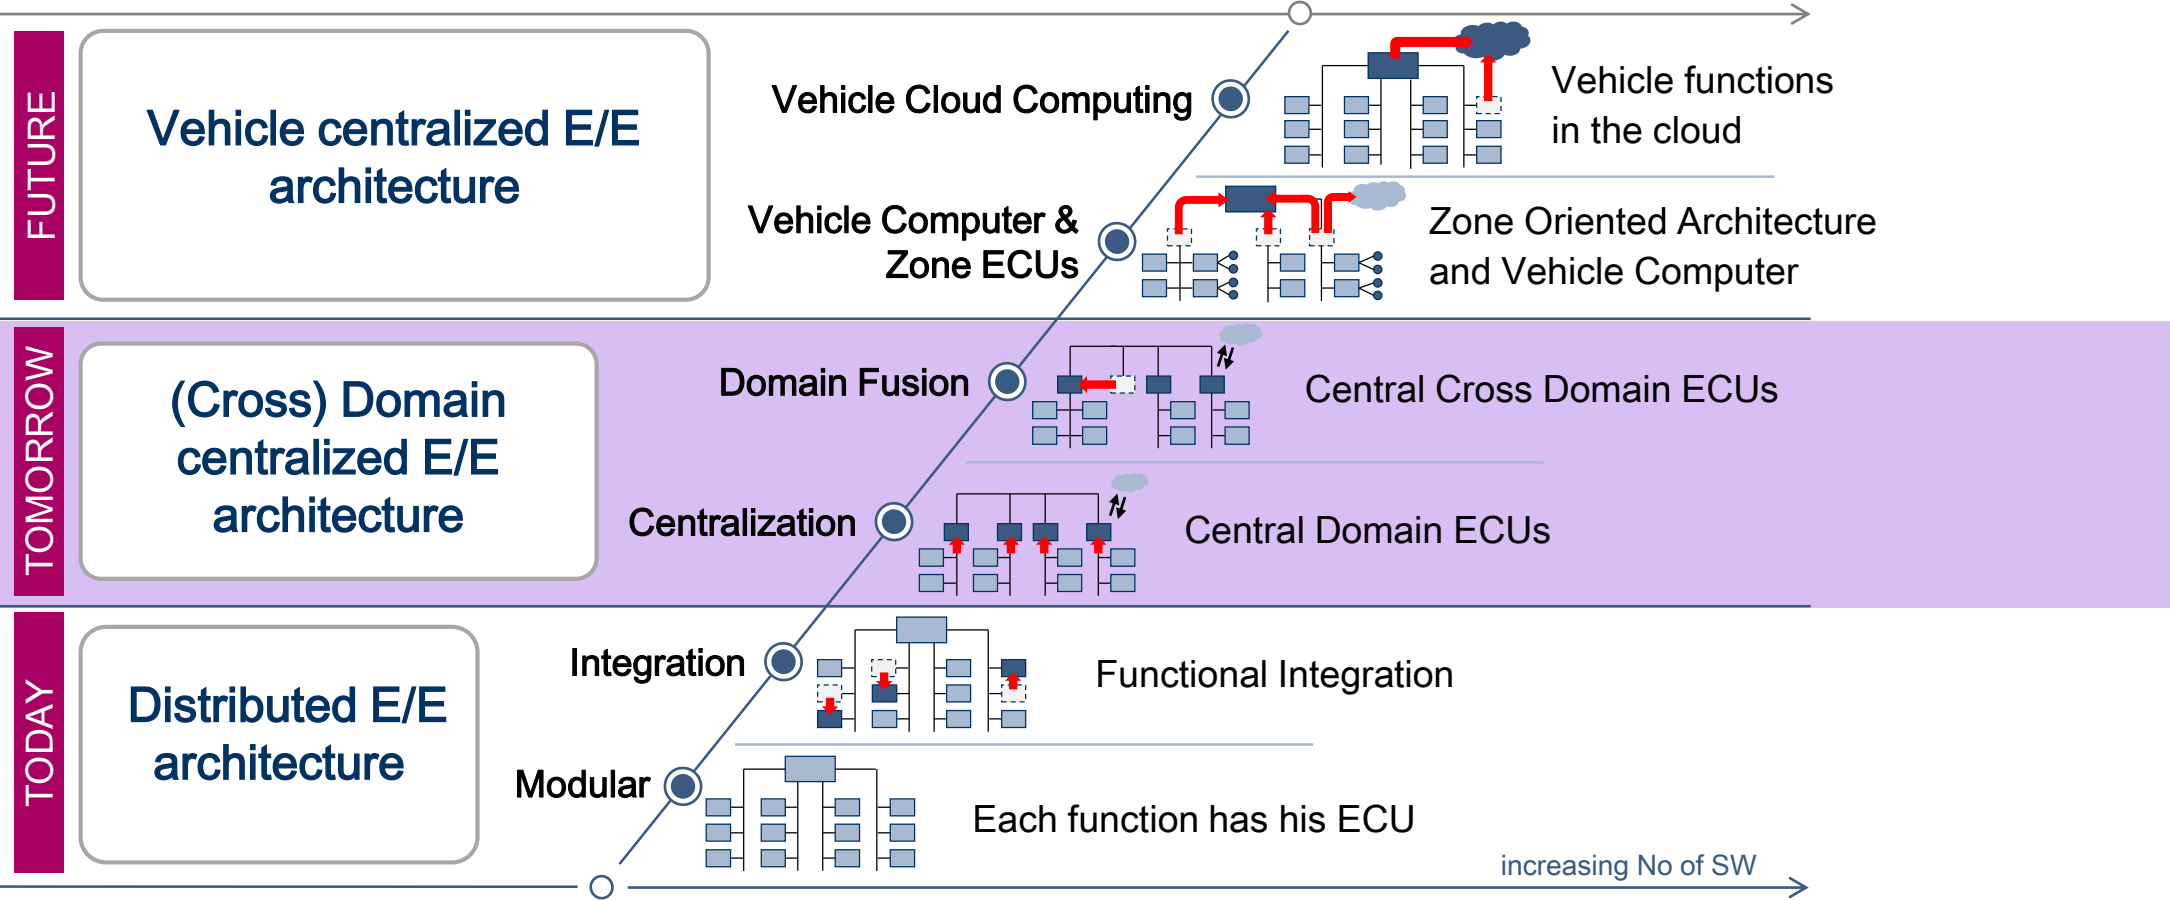 FUTURE
Vehicle centralized E/E
architecture
Vehicle Cloud Computing
Vehicle functions
in the cloud
Vehicle Computer &
Zone ECUs
Zone Oriented Architecture
and Vehicle Computer
TOMORROW
(Cross) Domain
centralized E/E
architecture
Domain Fusion
Central Cross Domain ECUs
Centralization
Central Domain ECUs
TODAY
Distributed E/E
architecture
Integration
Functional Integration
Modular
Each function has his ECU
increasing No of SW